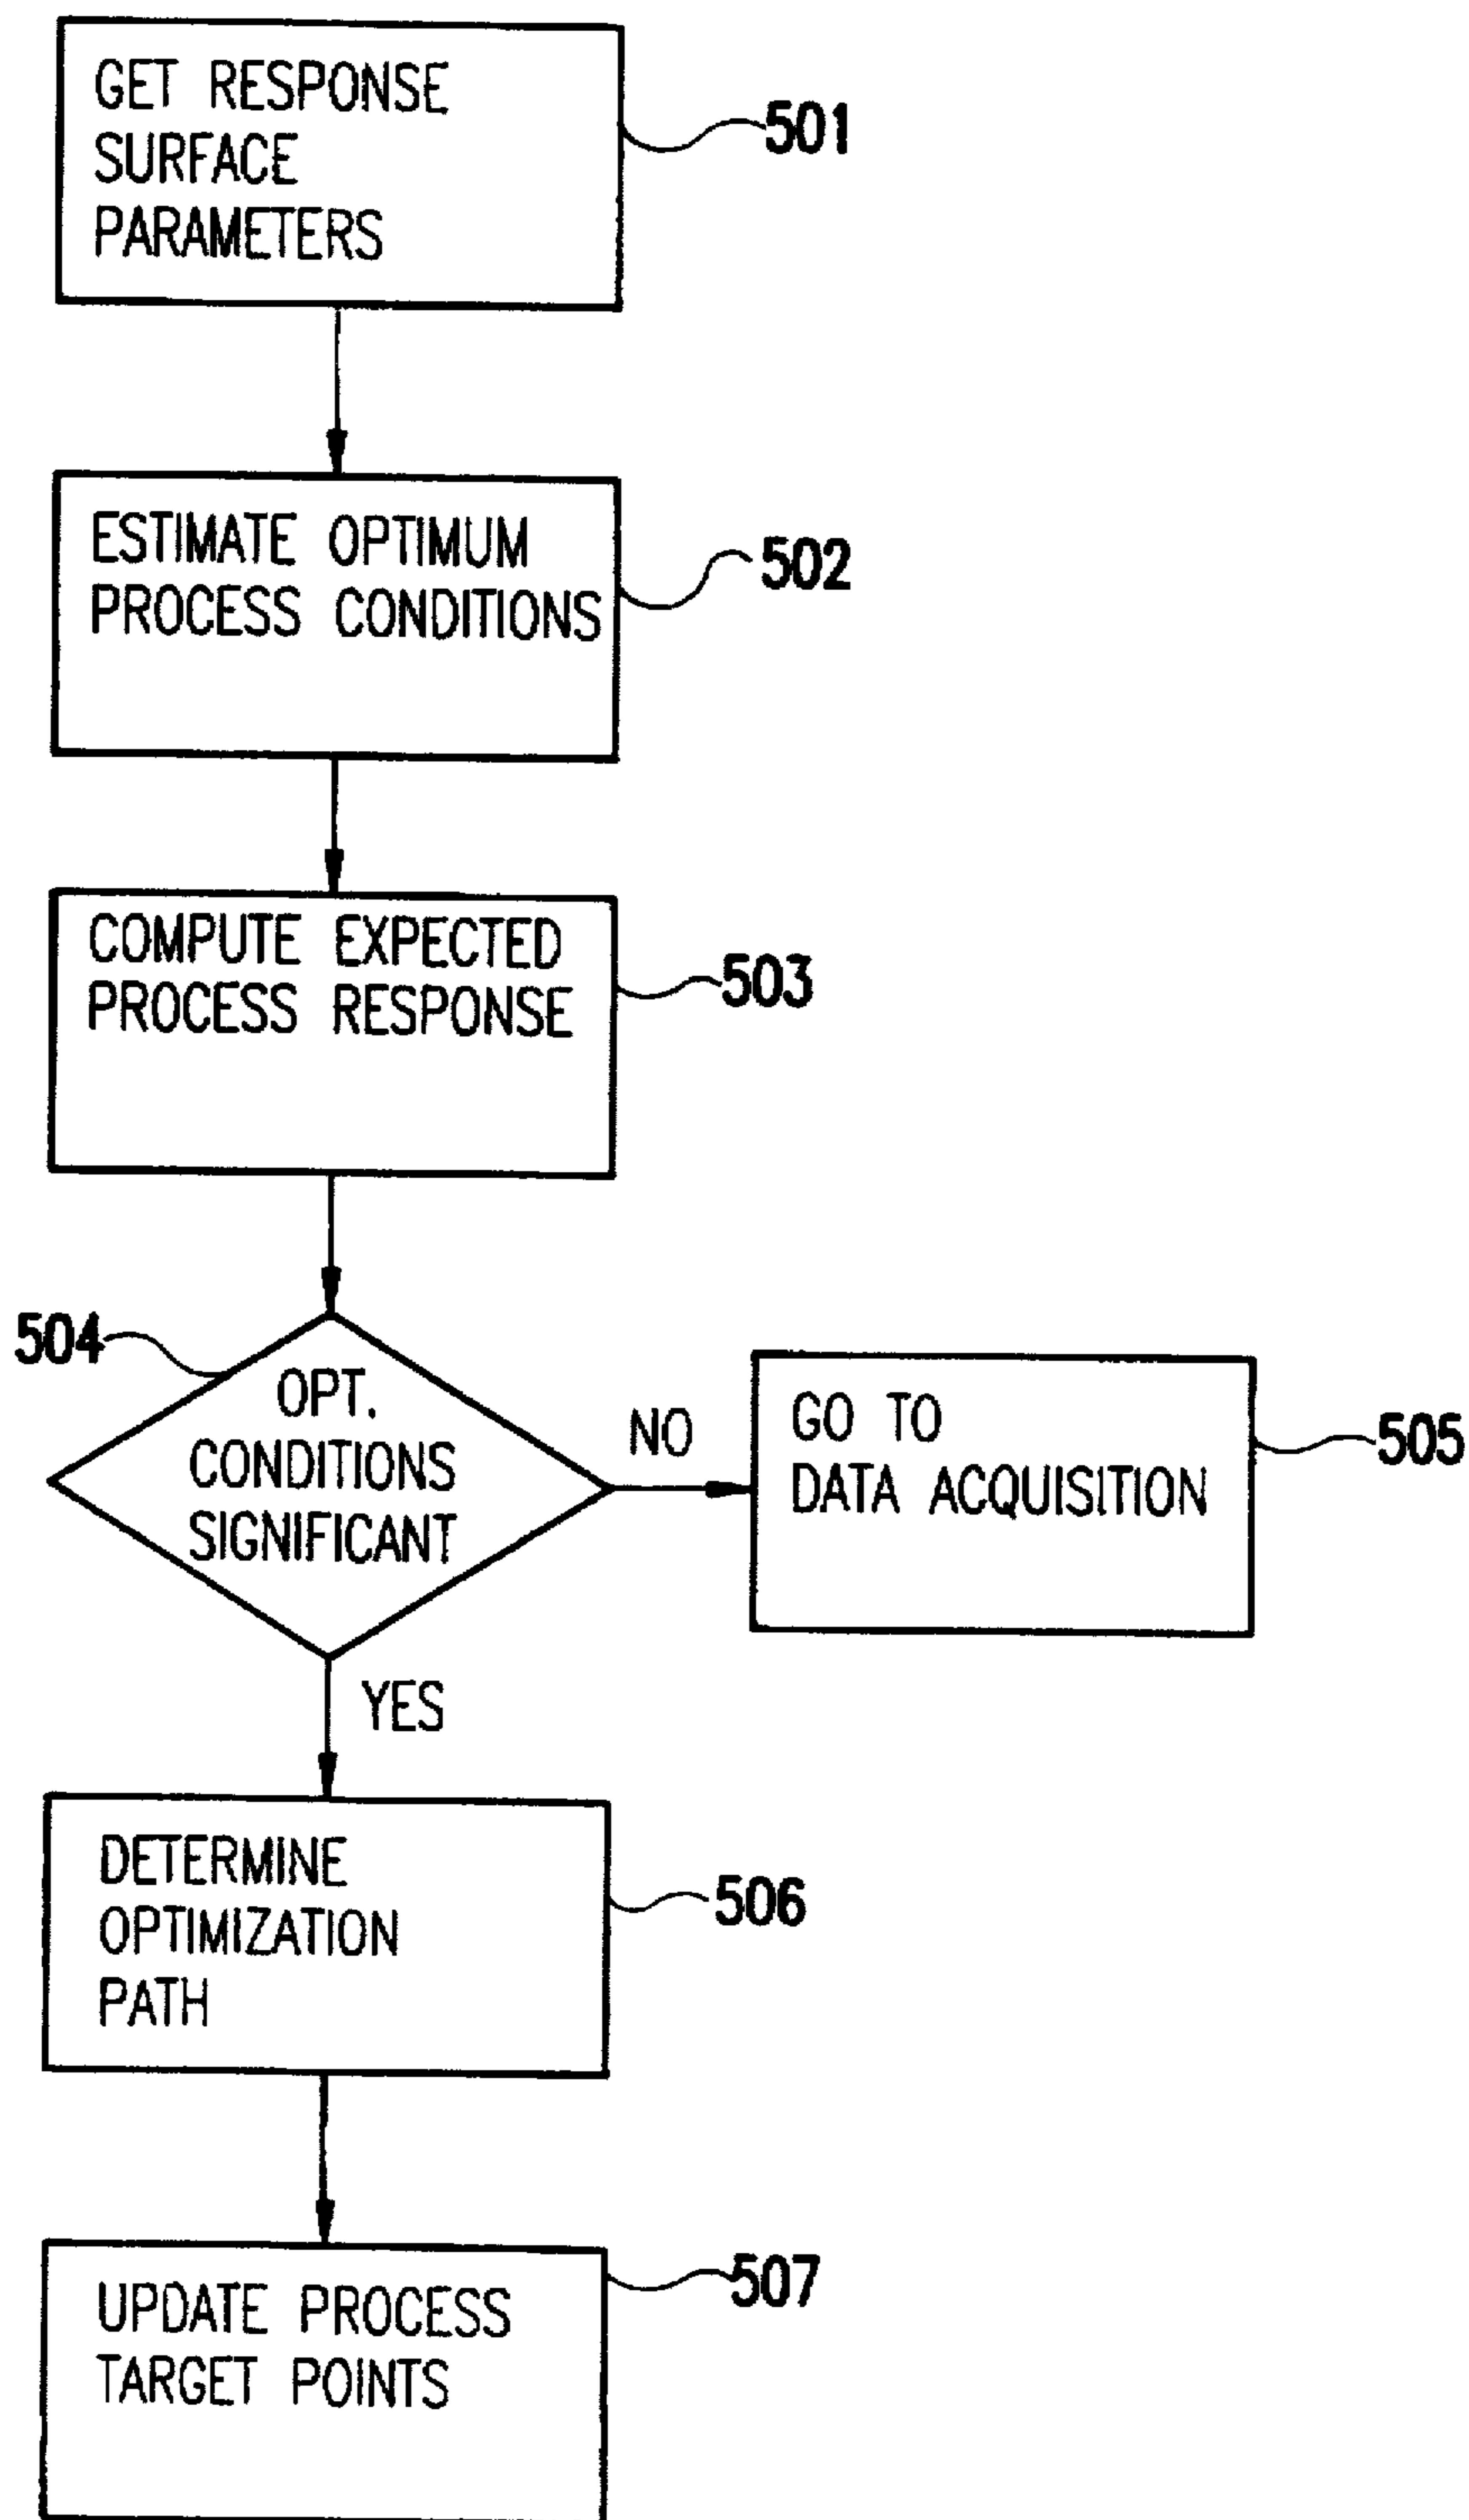 GET RESPONSE
SURFACE
PARAMETERS
501
ESTIMATE OPTIMUM
PROCESS CONDITIONS
502
COMPUTE EXPECTED
PROCESS RESPONSE
503
504
OPT.
CONDITIONS
SIGNIFICANT
NO
GO TO
DATA ACQUISITION
505
YES
DETERMINE
OPTIMIZATION
PATH
506
UPDATE PROCESS
TARGET POINTS
507